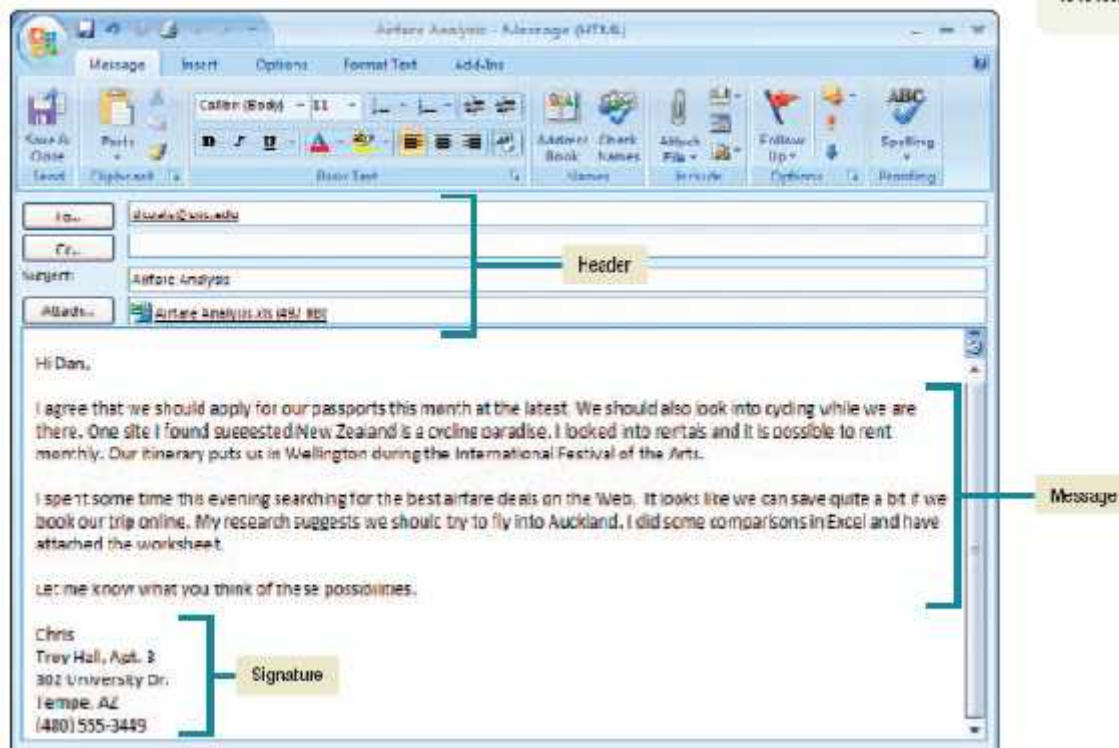 Airfare Analysis - Message (HTML)
Message Insert Options Format Text Add-Ins
Calibri (Body) 11
ABC
Save & Close
Paste
Address Book
Check Names
Attach File
Follow Up
Spelling
Send Clipboard Basic Text Names Include Options Proofing
To...
Cc...
Subject: Airfare Analysis
Attach... Airfare Analysis.xls
Header
Hi Dan,
I agree that we should apply for our passports this month at the latest. We should also look into cycling while we are
there. One site I found suggested New Zealand is a cycling paradise. I looked into rentals and it is possible to rent
monthly. Our itinerary puts us in Wellington during the International Festival of the Arts.
I spent some time this evening searching for the best airfare deals on the Web. It looks like we can save quite a bit if we
book our trip online. My research suggests we should try to fly into Auckland. I did some comparisons in Excel and have
attached the worksheet.
Let me know what you think of these possibilities.
Message
Chris
Troy Hall, Apt. 3
302 University Dr.
Tempe, AZ
(480) 555-3449
Signature